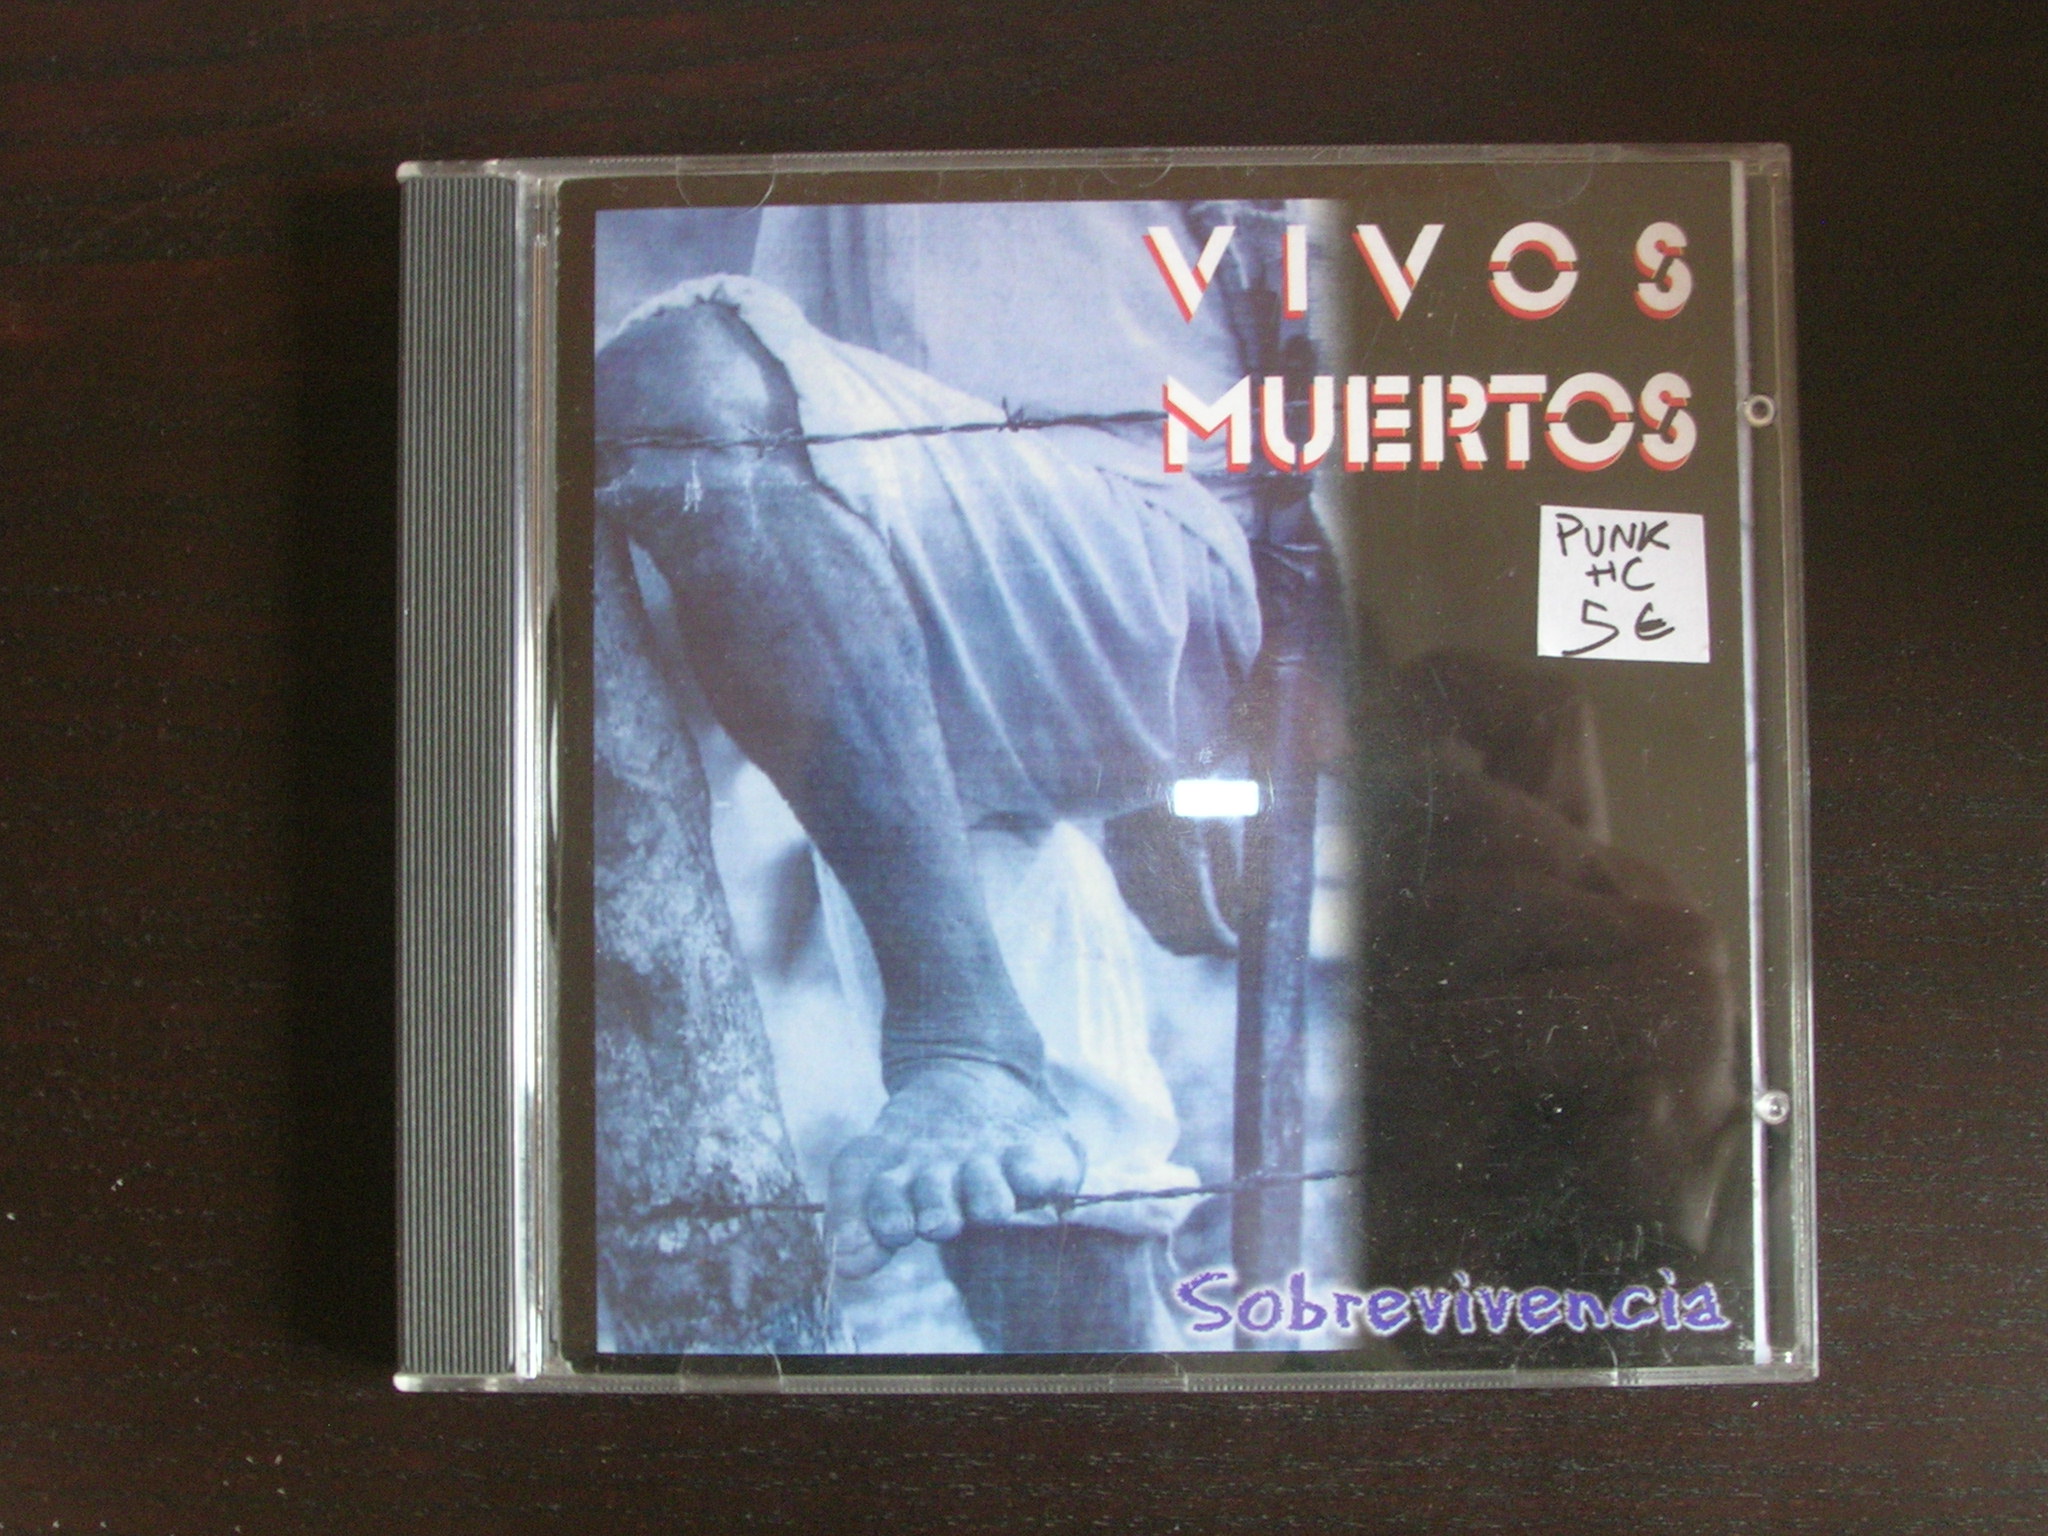 VIVOS
MUERTOS
PUNK
HC
5€
Sobrevivencia